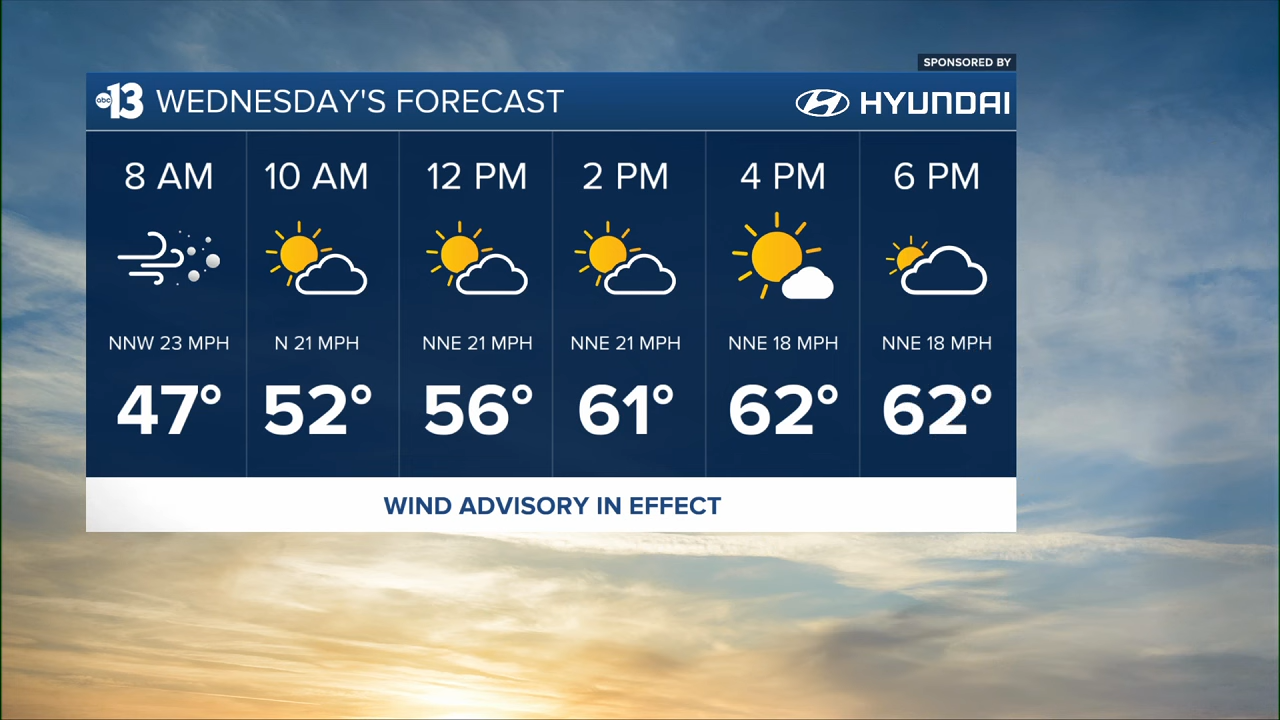 SPONSORED BY
abc 13 WEDNESDAY'S FORECAST HYUNDAI
8 AM 10 AM 12 PM 2 PM 4 PM 6 PM
NNW 23 MPH N 21 MPH NNE 21 MPH NNE 21 MPH NNE 18 MPH NNE 18 MPH
47° 52° 56° 61° 62° 62°
WIND ADVISORY IN EFFECT